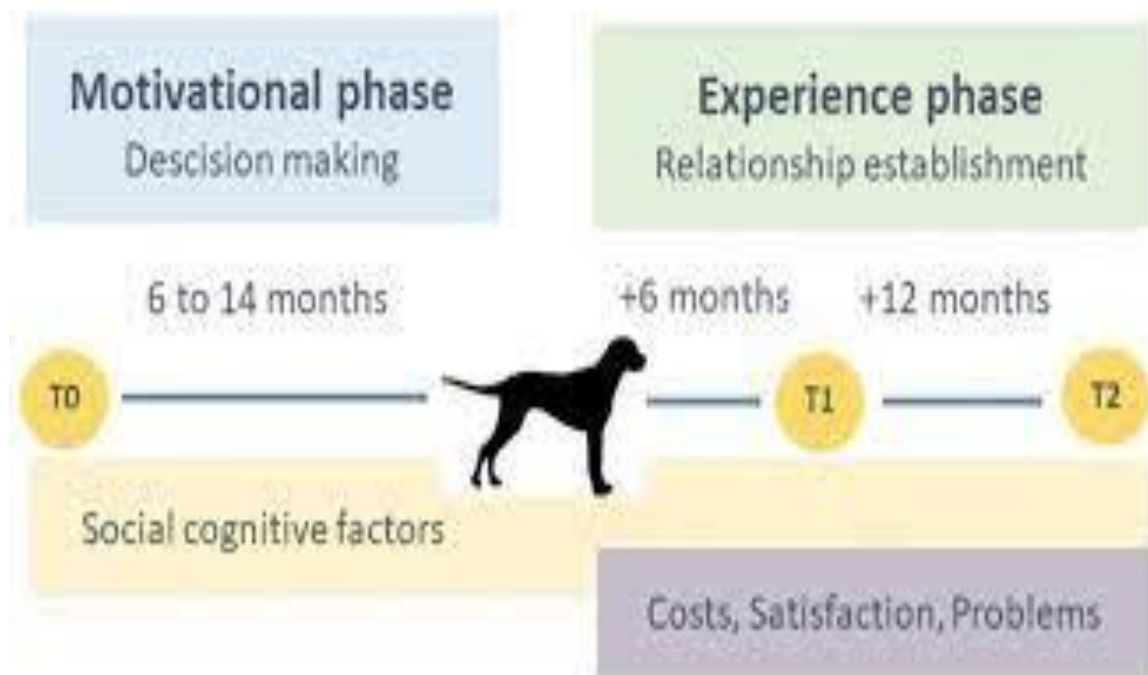 Motivational phase
Descision making
Experience phase
Relationship establishment
6 to 14 months
+6 months
+12 months
T0
T1
T2
Social cognitive factors
Costs, Satisfaction, Problems